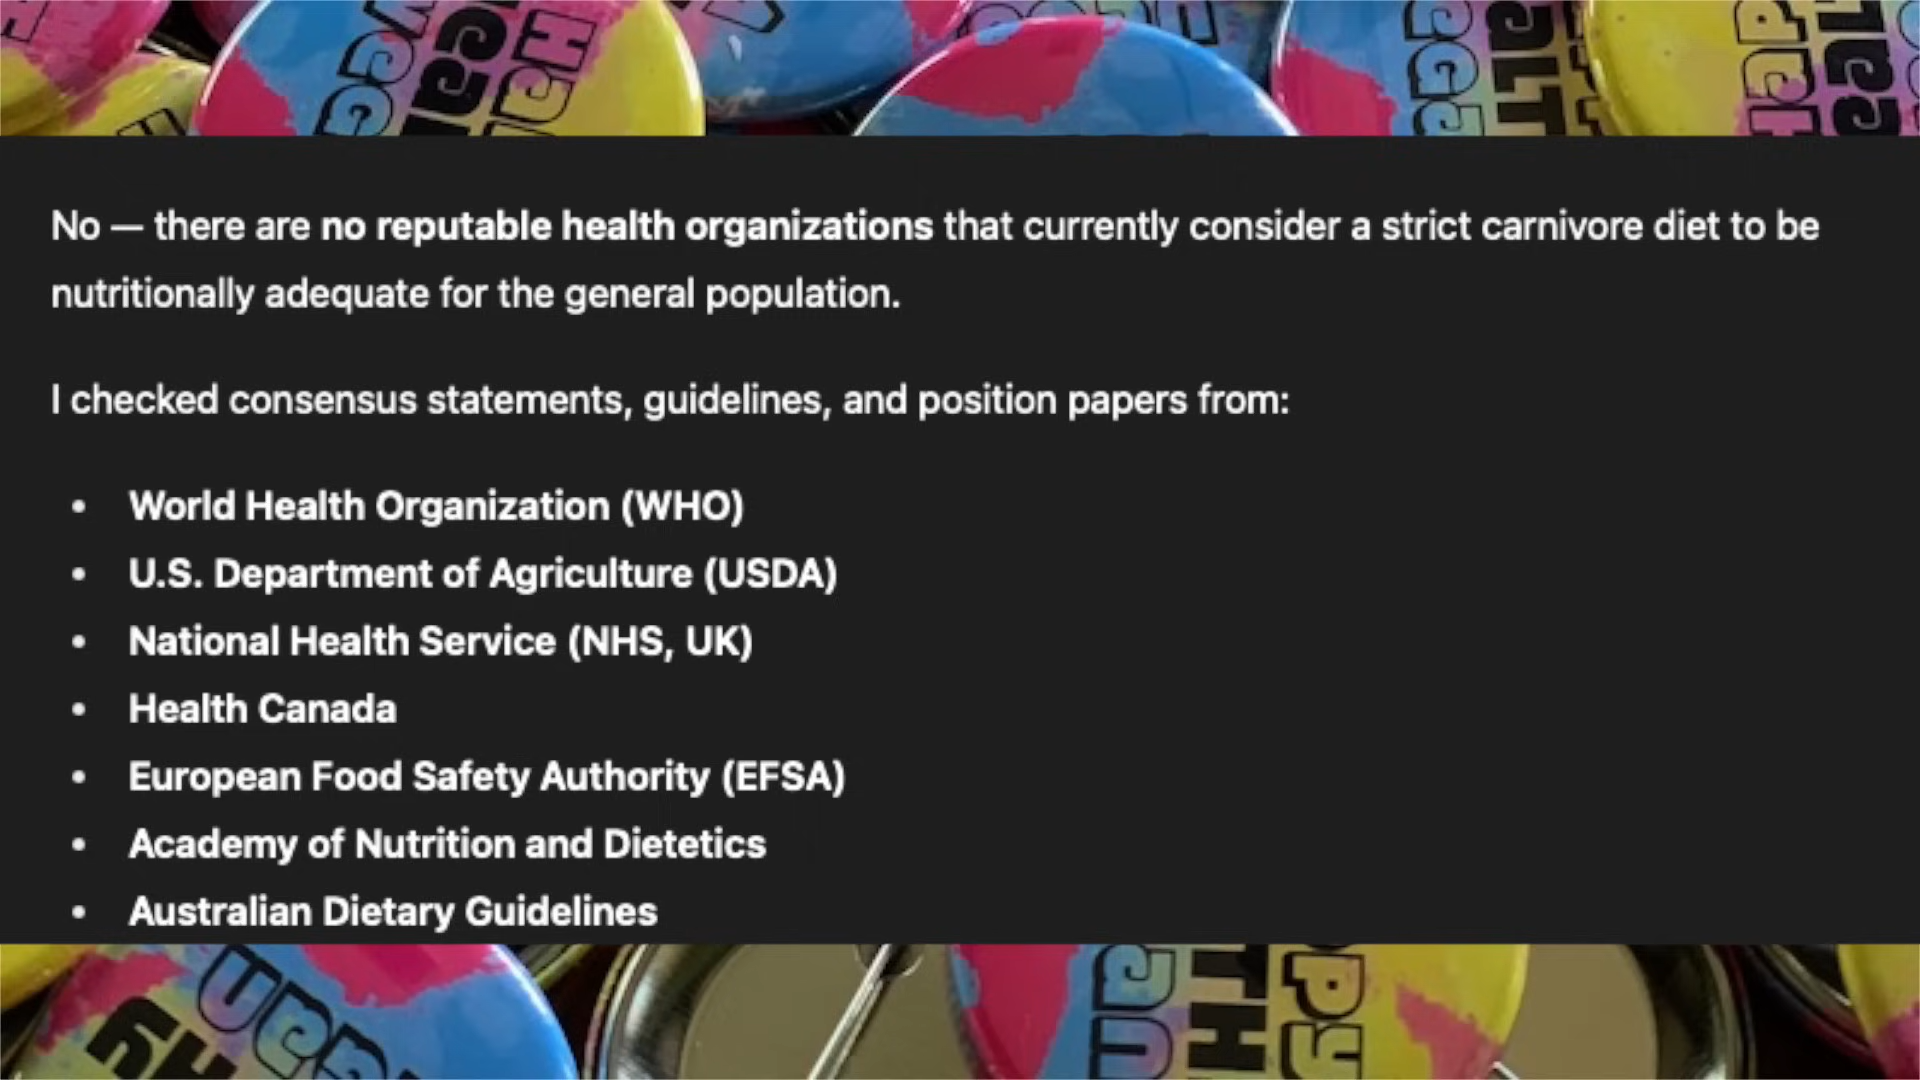 No — there are no reputable health organizations that currently consider a strict carnivore diet to be
nutritionally adequate for the general population.
I checked consensus statements, guidelines, and position papers from:
• World Health Organization (WHO)
• U.S. Department of Agriculture (USDA)
• National Health Service (NHS, UK)
• Health Canada
• European Food Safety Authority (EFSA)
• Academy of Nutrition and Dietetics
• Australian Dietary Guidelines